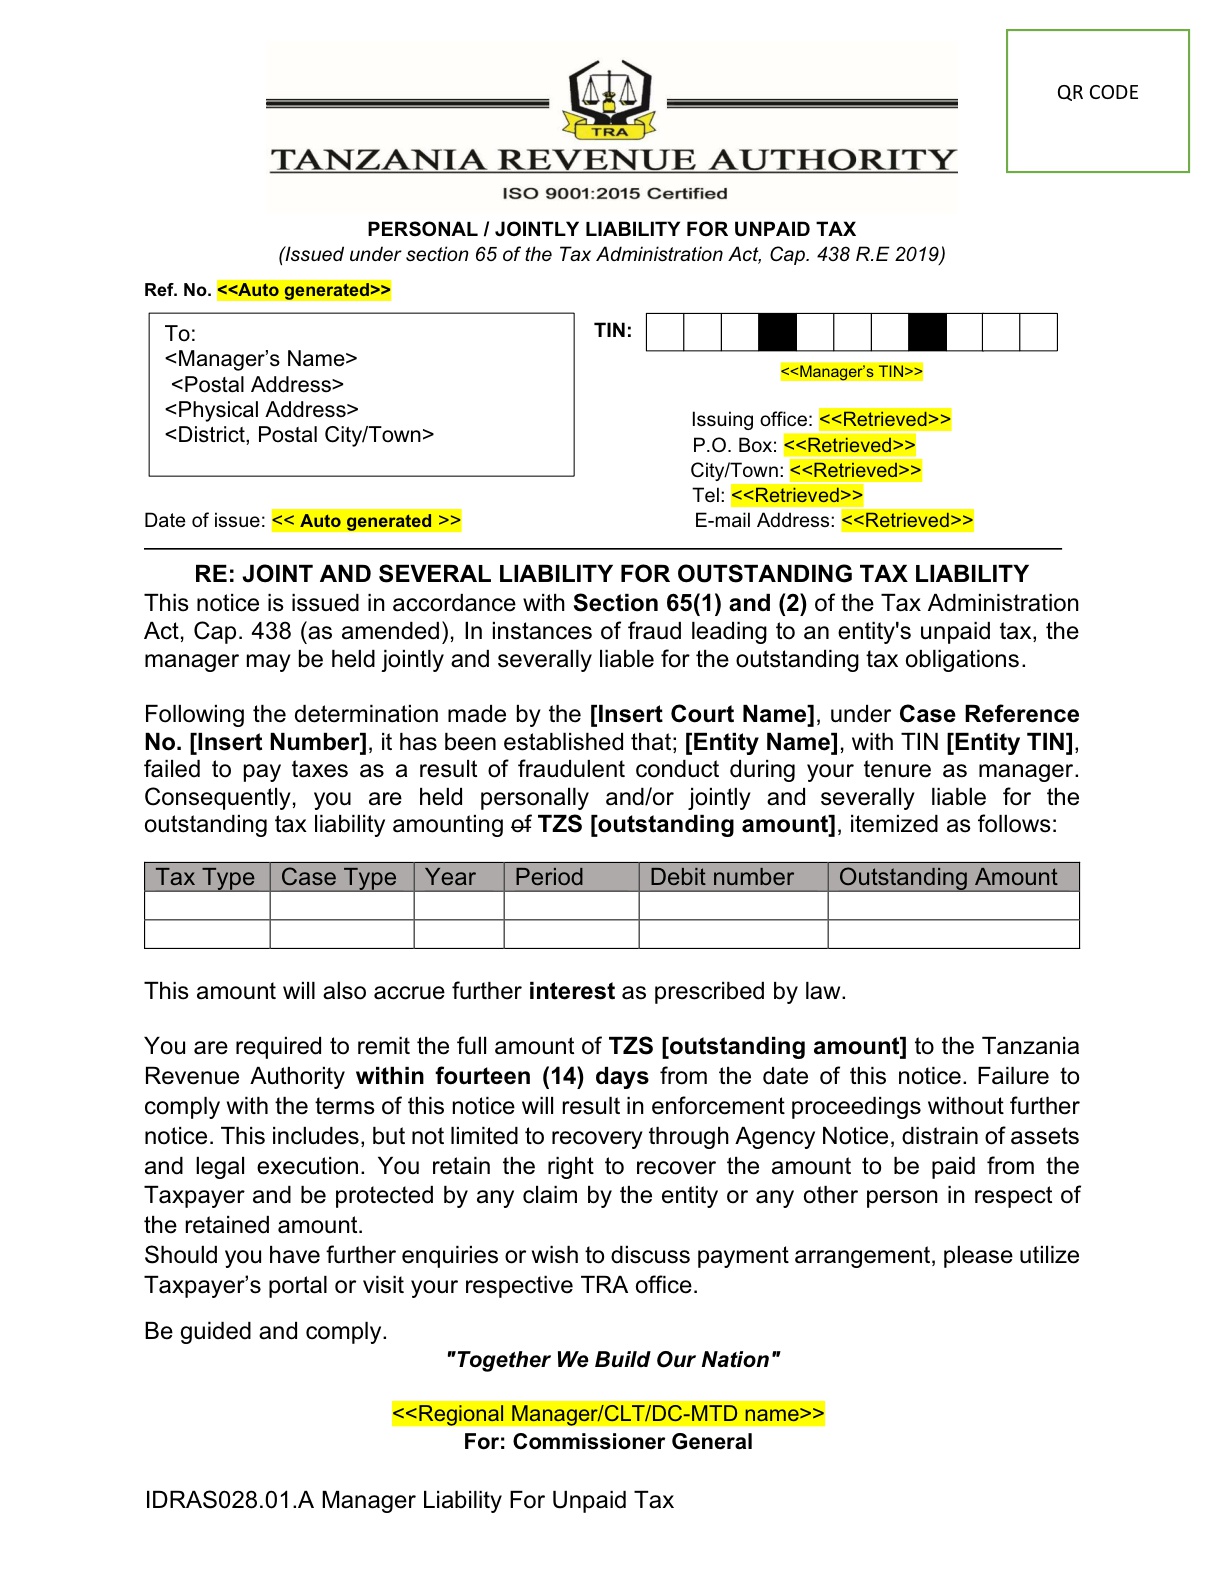 QR CODE
TRA
TANZANIA REVENUE AUTHORITY
ISO 9001:2015 Certified
PERSONAL / JOINTLY LIABILITY FOR UNPAID TAX
(Issued under section 65 of the Tax Administration Act, Cap. 438 R.E 2019)
Ref. No. <<Auto generated>>
To:
<Manager’s Name>
<Postal Address>
<Physical Address>
<District, Postal City/Town>
TIN:
<<Manager’s TIN>>
Issuing office: <<Retrieved>>
P.O. Box: <<Retrieved>>
City/Town: <<Retrieved>>
Tel: <<Retrieved>>
Date of issue: << Auto generated >>
E-mail Address: <<Retrieved>>
RE: JOINT AND SEVERAL LIABILITY FOR OUTSTANDING TAX LIABILITY
This notice is issued in accordance with Section 65(1) and (2) of the Tax Administration
Act, Cap. 438 (as amended), In instances of fraud leading to an entity's unpaid tax, the
manager may be held jointly and severally liable for the outstanding tax obligations.
Following the determination made by the [Insert Court Name], under Case Reference
No. [Insert Number], it has been established that; [Entity Name], with TIN [Entity TIN],
failed to pay taxes as a result of fraudulent conduct during your tenure as manager.
Consequently, you are held personally and/or jointly and severally liable for the
outstanding tax liability amounting of TZS [outstanding amount], itemized as follows:
Tax Type Case Type Year Period Debit number Outstanding Amount
This amount will also accrue further interest as prescribed by law.
You are required to remit the full amount of TZS [outstanding amount] to the Tanzania
Revenue Authority within fourteen (14) days from the date of this notice. Failure to
comply with the terms of this notice will result in enforcement proceedings without further
notice. This includes, but not limited to recovery through Agency Notice, distrain of assets
and legal execution. You retain the right to recover the amount to be paid from the
Taxpayer and be protected by any claim by the entity or any other person in respect of
the retained amount.
Should you have further enquiries or wish to discuss payment arrangement, please utilize
Taxpayer’s portal or visit your respective TRA office.
Be guided and comply.
"Together We Build Our Nation"
<<Regional Manager/CLT/DC-MTD name>>
For: Commissioner General
IDRAS028.01.A Manager Liability For Unpaid Tax